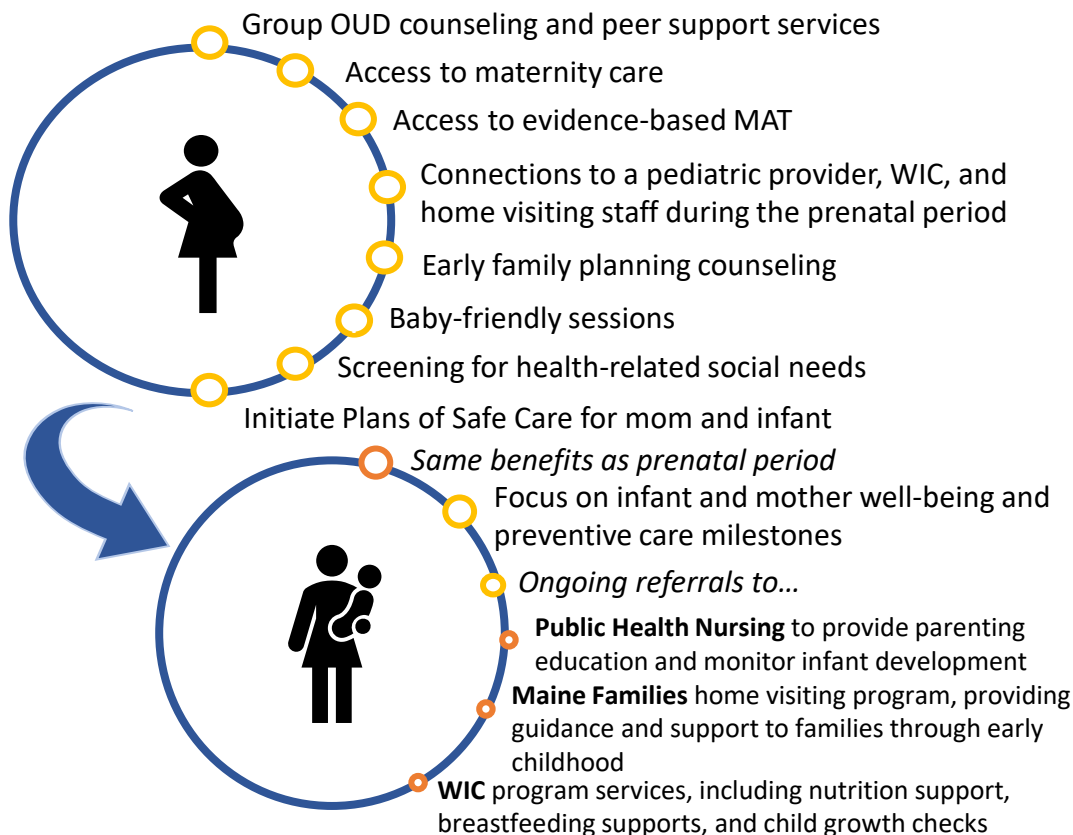 Group OUD counseling and peer support services
Access to maternity care
Access to evidence-based MAT
Connections to a pediatric provider, WIC, and
home visiting staff during the prenatal period
Early family planning counseling
Baby-friendly sessions
Screening for health-related social needs
Initiate Plans of Safe Care for mom and infant
Same benefits as prenatal period
Focus on infant and mother well-being and
preventive care milestones
Ongoing referrals to…
Public Health Nursing to provide parenting
education and monitor infant development
Maine Families home visiting program, providing
guidance and support to families through early
childhood
WIC program services, including nutrition support,
breastfeeding supports, and child growth checks